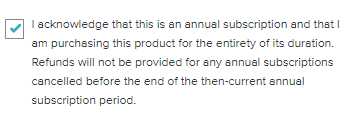 I acknowledge that this is an annual subscription and that I
am purchasing this product for the entirety of its duration.
Refunds will not be provided for any annual subscriptions
cancelled before the end of the then-current annual
subscription period.